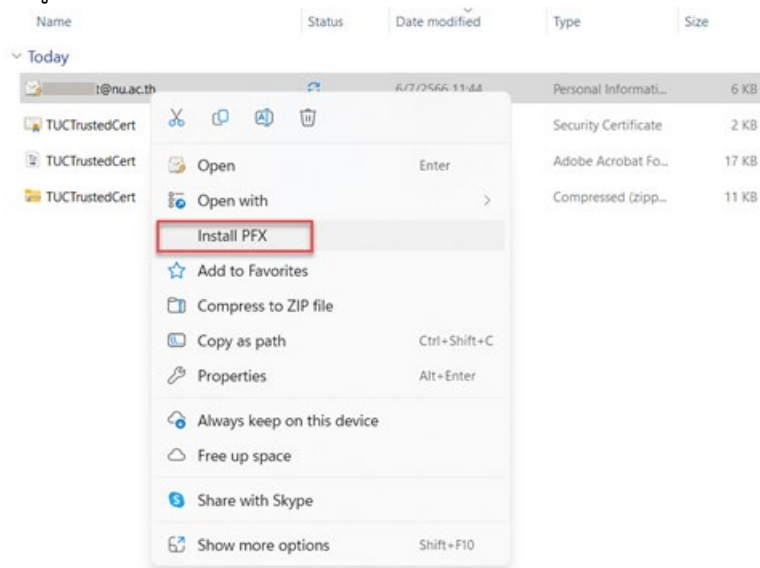 Name Status Date modified Type Size
Today
t@nu.ac.th 6/7/2566 11:44 Personal Informati... 6 KB
TUCTrustedCert Security Certificate 2 KB
TUCTrustedCert Adobe Acrobat Fo... 17 KB
TUCTrustedCert Compressed (zipp... 11 KB
Open Enter
Open with
Install PFX
Add to Favorites
Compress to ZIP file
Copy as path Ctrl+Shift+C
Properties Alt+Enter
Always keep on this device
Free up space
Share with Skype
Show more options Shift+F10